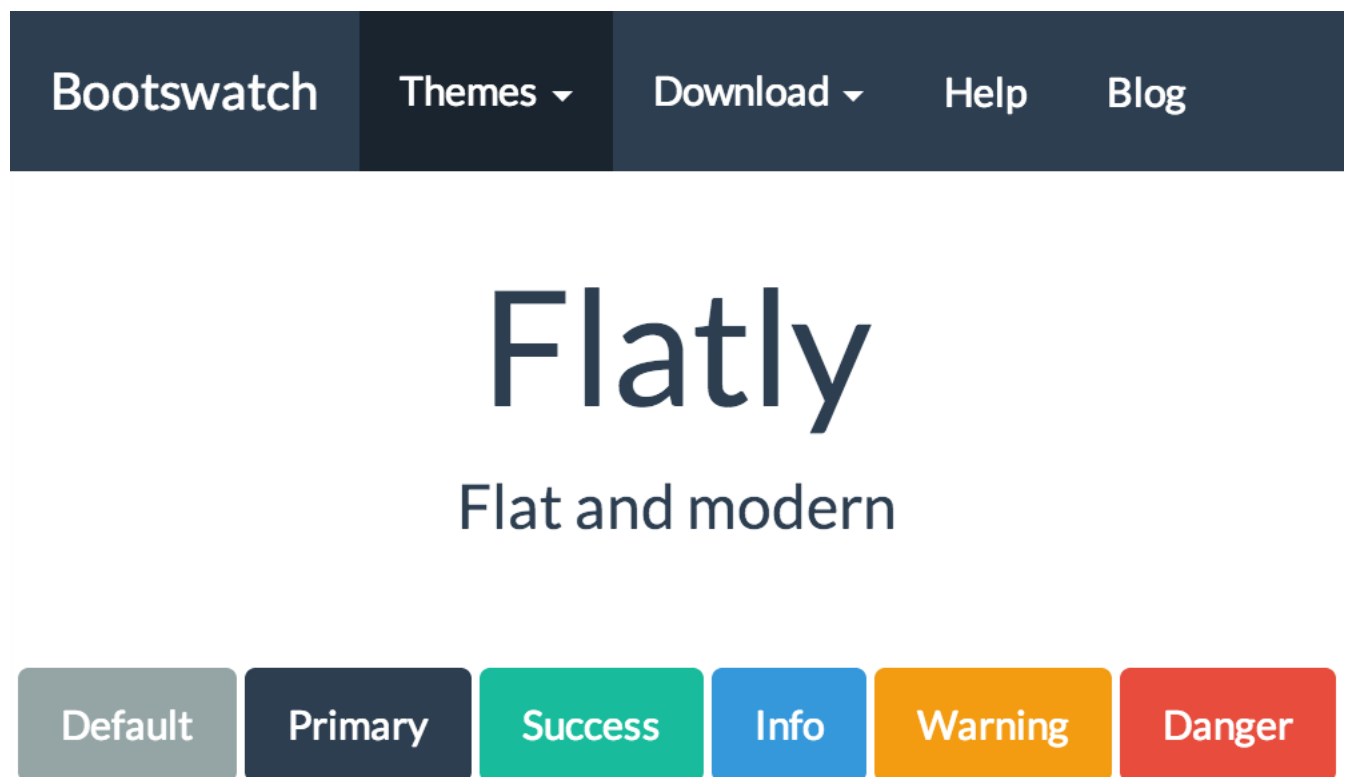 Bootswatch Themes Download Help Blog
Flatly
Flat and modern
Default Primary Success Info Warning Danger